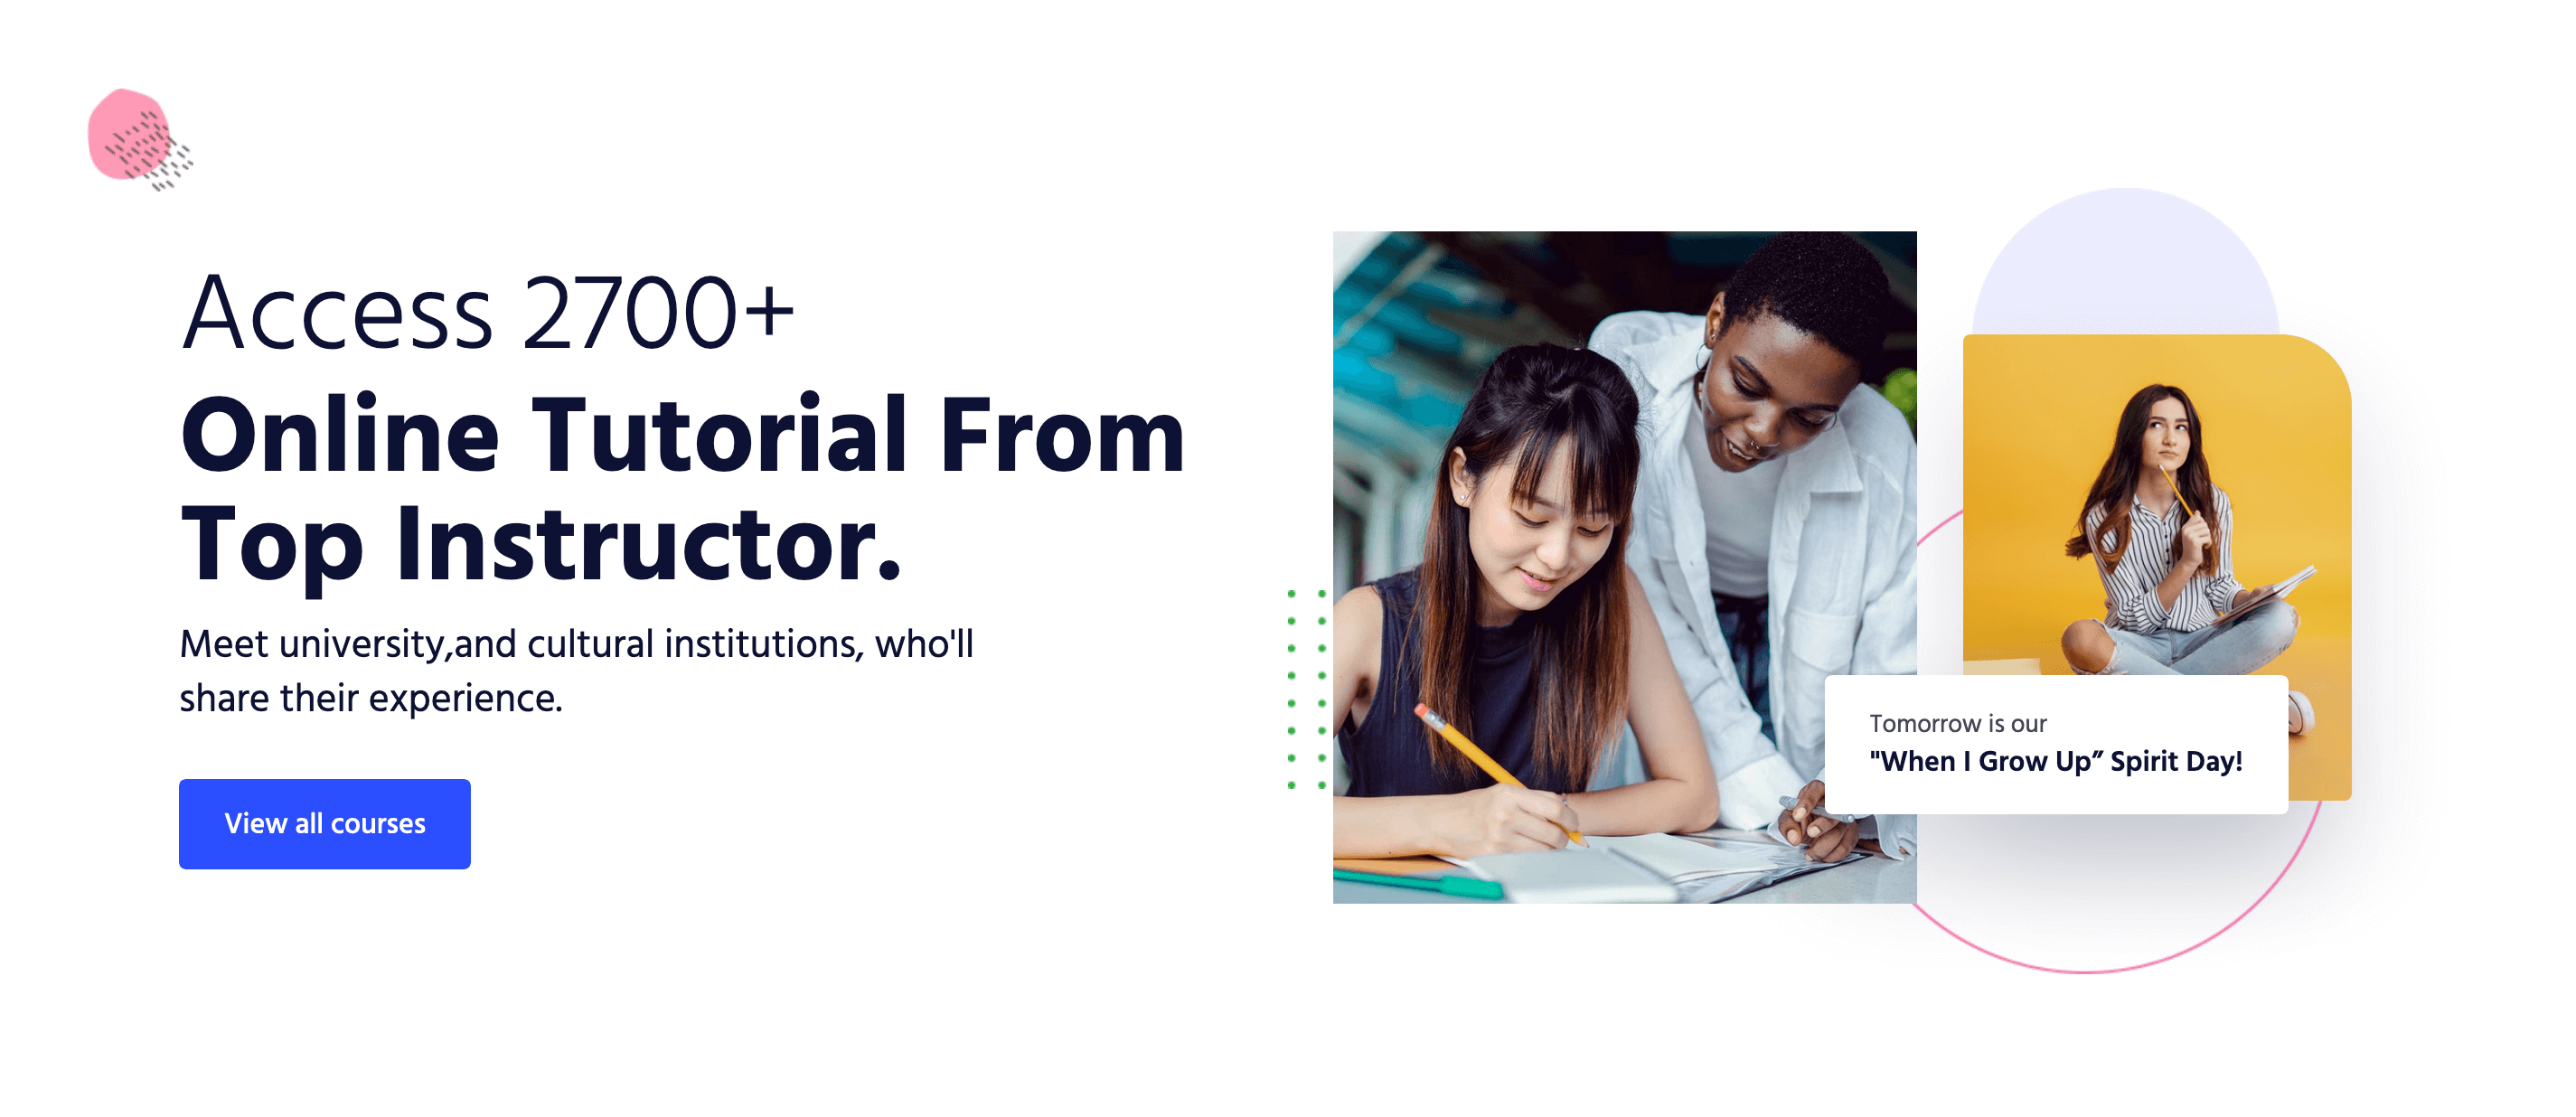 Access 2700+
Online Tutorial From
Top Instructor.
Meet university,and cultural institutions, who'll
share their experience.
View all courses
Tomorrow is our
"When I Grow Up” Spirit Day!